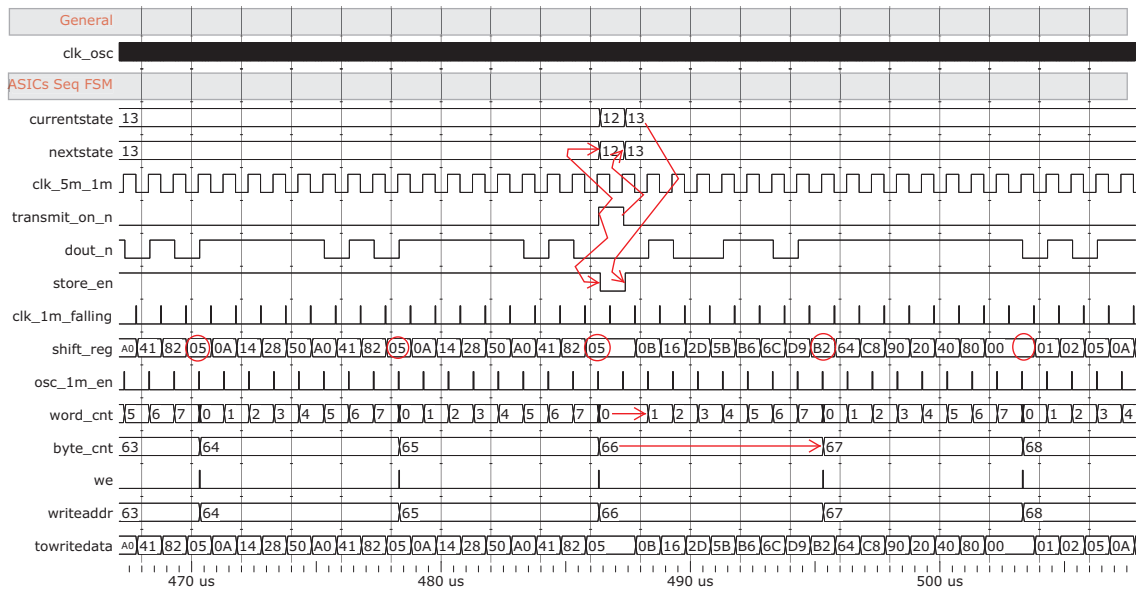 General
clk_osc
ASICs Seq FSM
currentstate 13 12 13
nextstate 13 12 13
clk_5m_1m
transmit_on_n
dout_n
store_en
clk_1m_falling
shift_reg A0 41 82 05 0A 14 28 50 A0 41 82 05 0A 14 28 50 A0 41 82 05 0B 16 2D 5B B6 6C D9 B2 64 C8 90 20 40 80 00 01 02 05 0A
osc_1m_en
word_cnt 5 6 7 0 1 2 3 4 5 6 7 0 1 2 3 4 5 6 7 0 1 2 3 4 5 6 7 0 1 2 3 4 5 6 7 0 1 2 3 4
byte_cnt 63 64 65 66 67 68
we
writeaddr 63 64 65 66 67 68
towritedata A0 41 82 05 0A 14 28 50 A0 41 82 05 0A 14 28 50 A0 41 82 05 0B 16 2D 5B B6 6C D9 B2 64 C8 90 20 40 80 00 01 02 05 0A
470 us 480 us 490 us 500 us